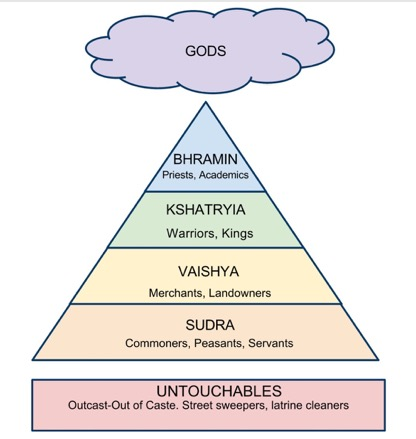 GODS
BHRAMIN
Priests, Academics
KSHATRYIA
Warriors, Kings
VAISHYA
Merchants, Landowners
SUDRA
Commoners, Peasants, Servants
UNTOUCHABLES
Outcast-Out of Caste. Street sweepers, latrine cleaners